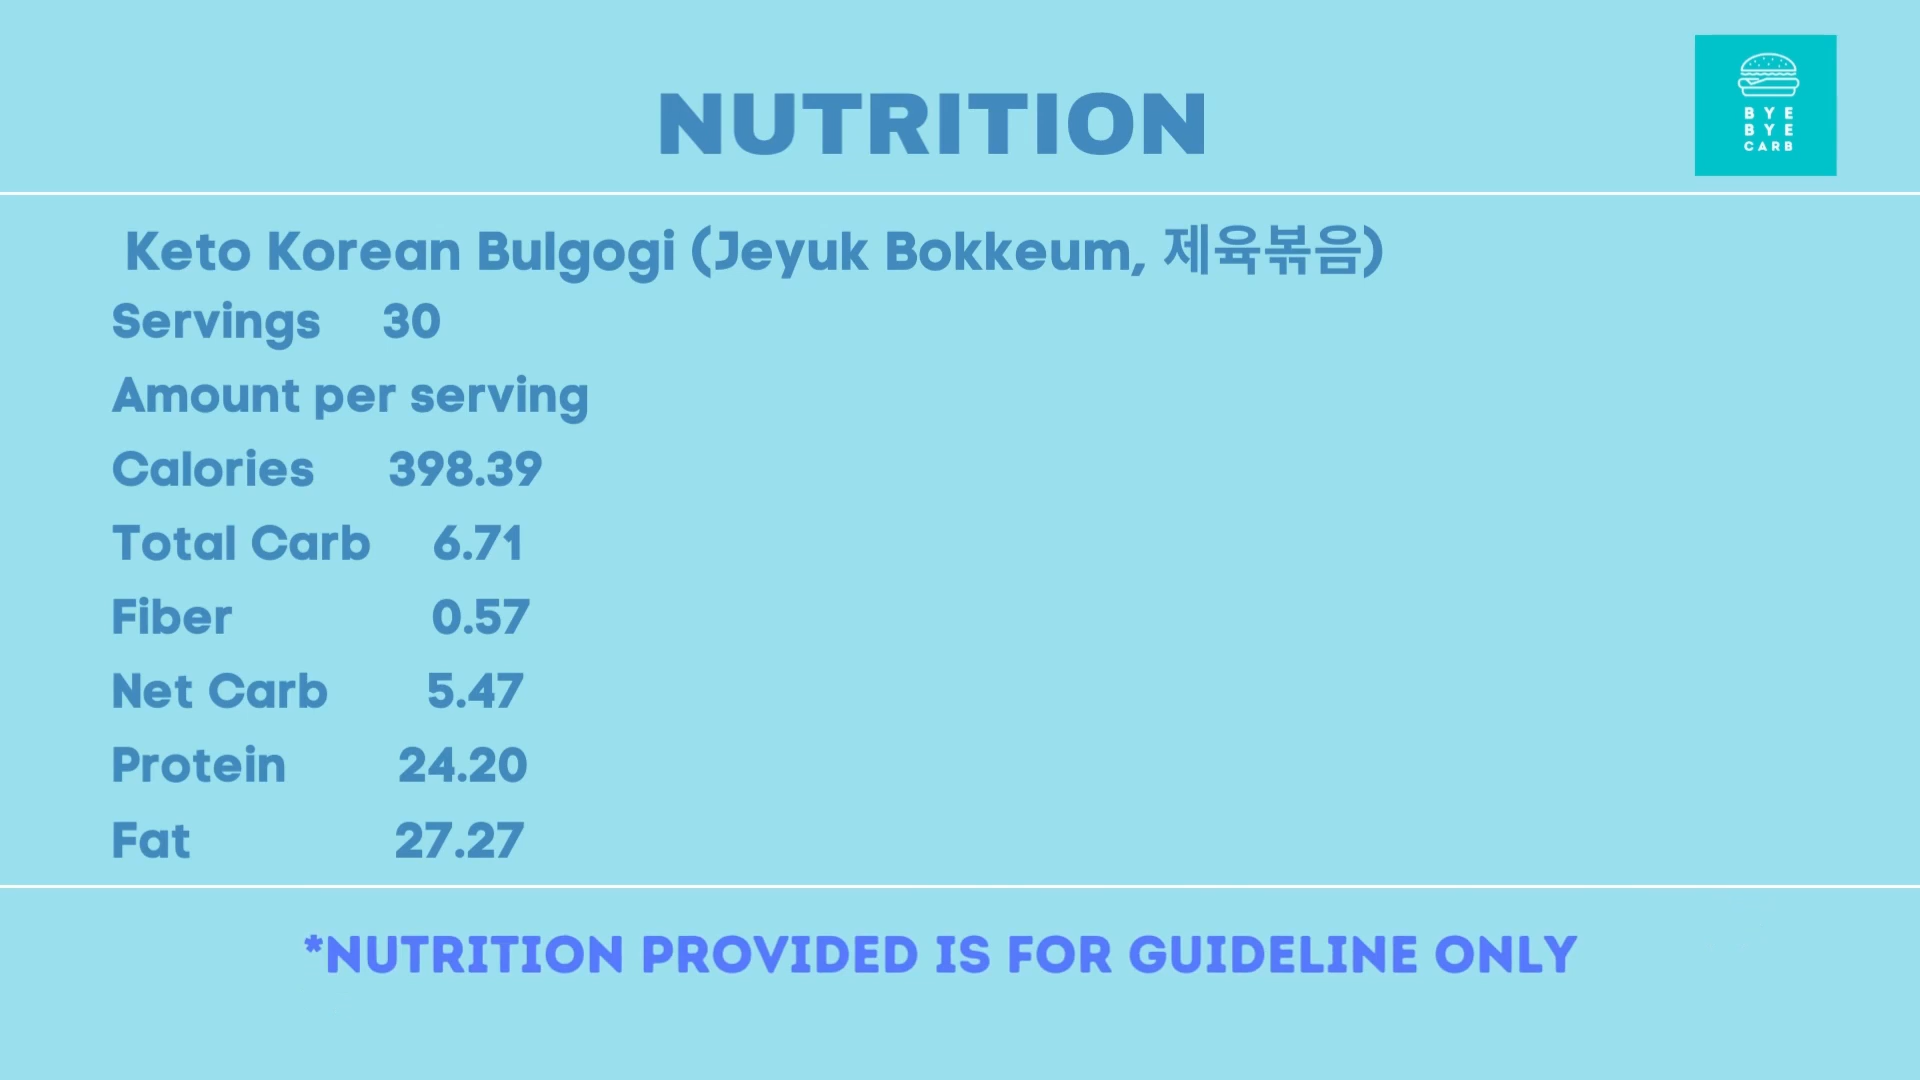 NUTRITION
BYE
BYE
CARB
Keto Korean Bulgogi (Jeyuk Bokkeum, 제육볶음)
Servings 30
Amount per serving
Calories 398.39
Total Carb 6.71
Fiber 0.57
Net Carb 5.47
Protein 24.20
Fat 27.27
*NUTRITION PROVIDED IS FOR GUIDELINE ONLY